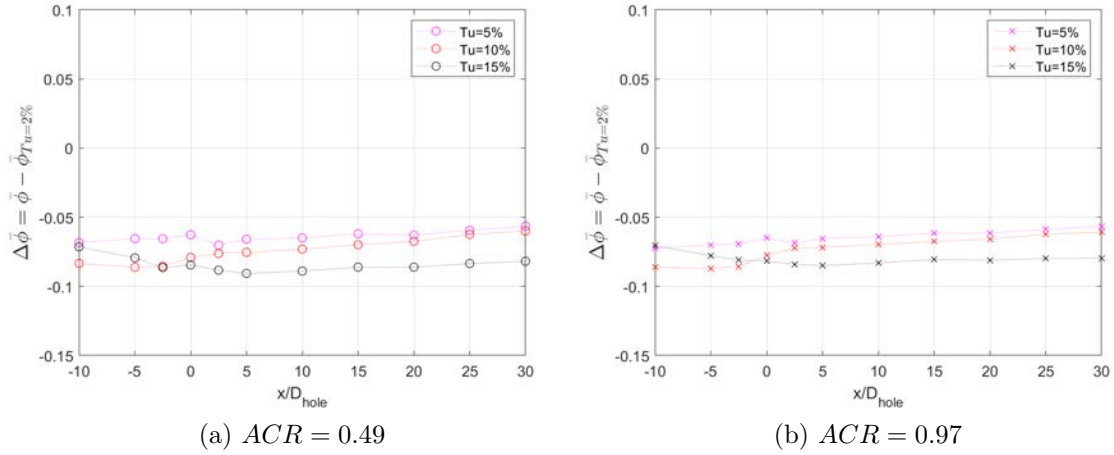 0.1
0.05
0
-0.05
-0.1
-0.15
Δφ̄ = φ̄ − φ̄_{Tu=2%}
-10 -5 0 5 10 15 20 25 30
x/D_hole
Tu=5%
Tu=10%
Tu=15%
(a) ACR = 0.49
0.1
0.05
0
-0.05
-0.1
-0.15
Δφ̄ = φ̄ − φ̄_{Tu=2%}
-10 -5 0 5 10 15 20 25 30
x/D_hole
Tu=5%
Tu=10%
Tu=15%
(b) ACR = 0.97